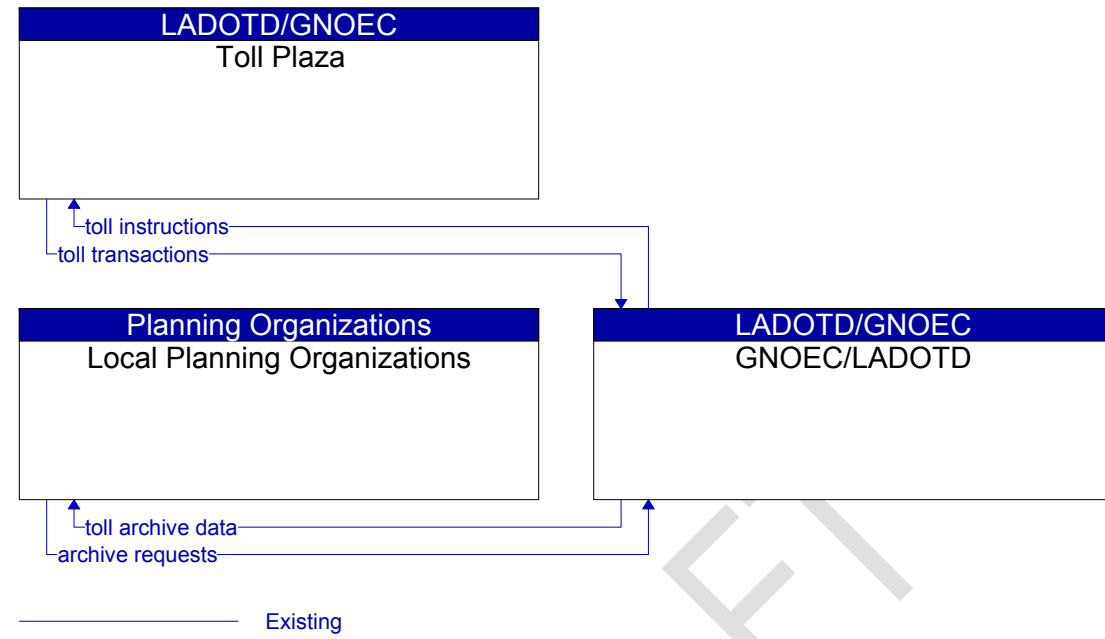 LADOTD/GNOEC
Toll Plaza
toll instructions
toll transactions
Planning Organizations
Local Planning Organizations
LADOTD/GNOEC
GNOEC/LADOTD
toll archive data
archive requests
Existing